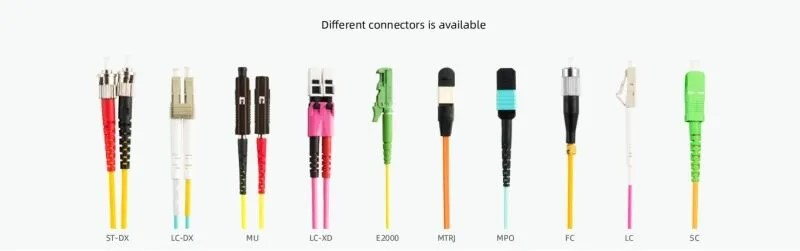 Different connectors is available
ST-DX
LC-DX
MU
LC-XD
E2000
MTRJ
MPO
FC
LC
SC